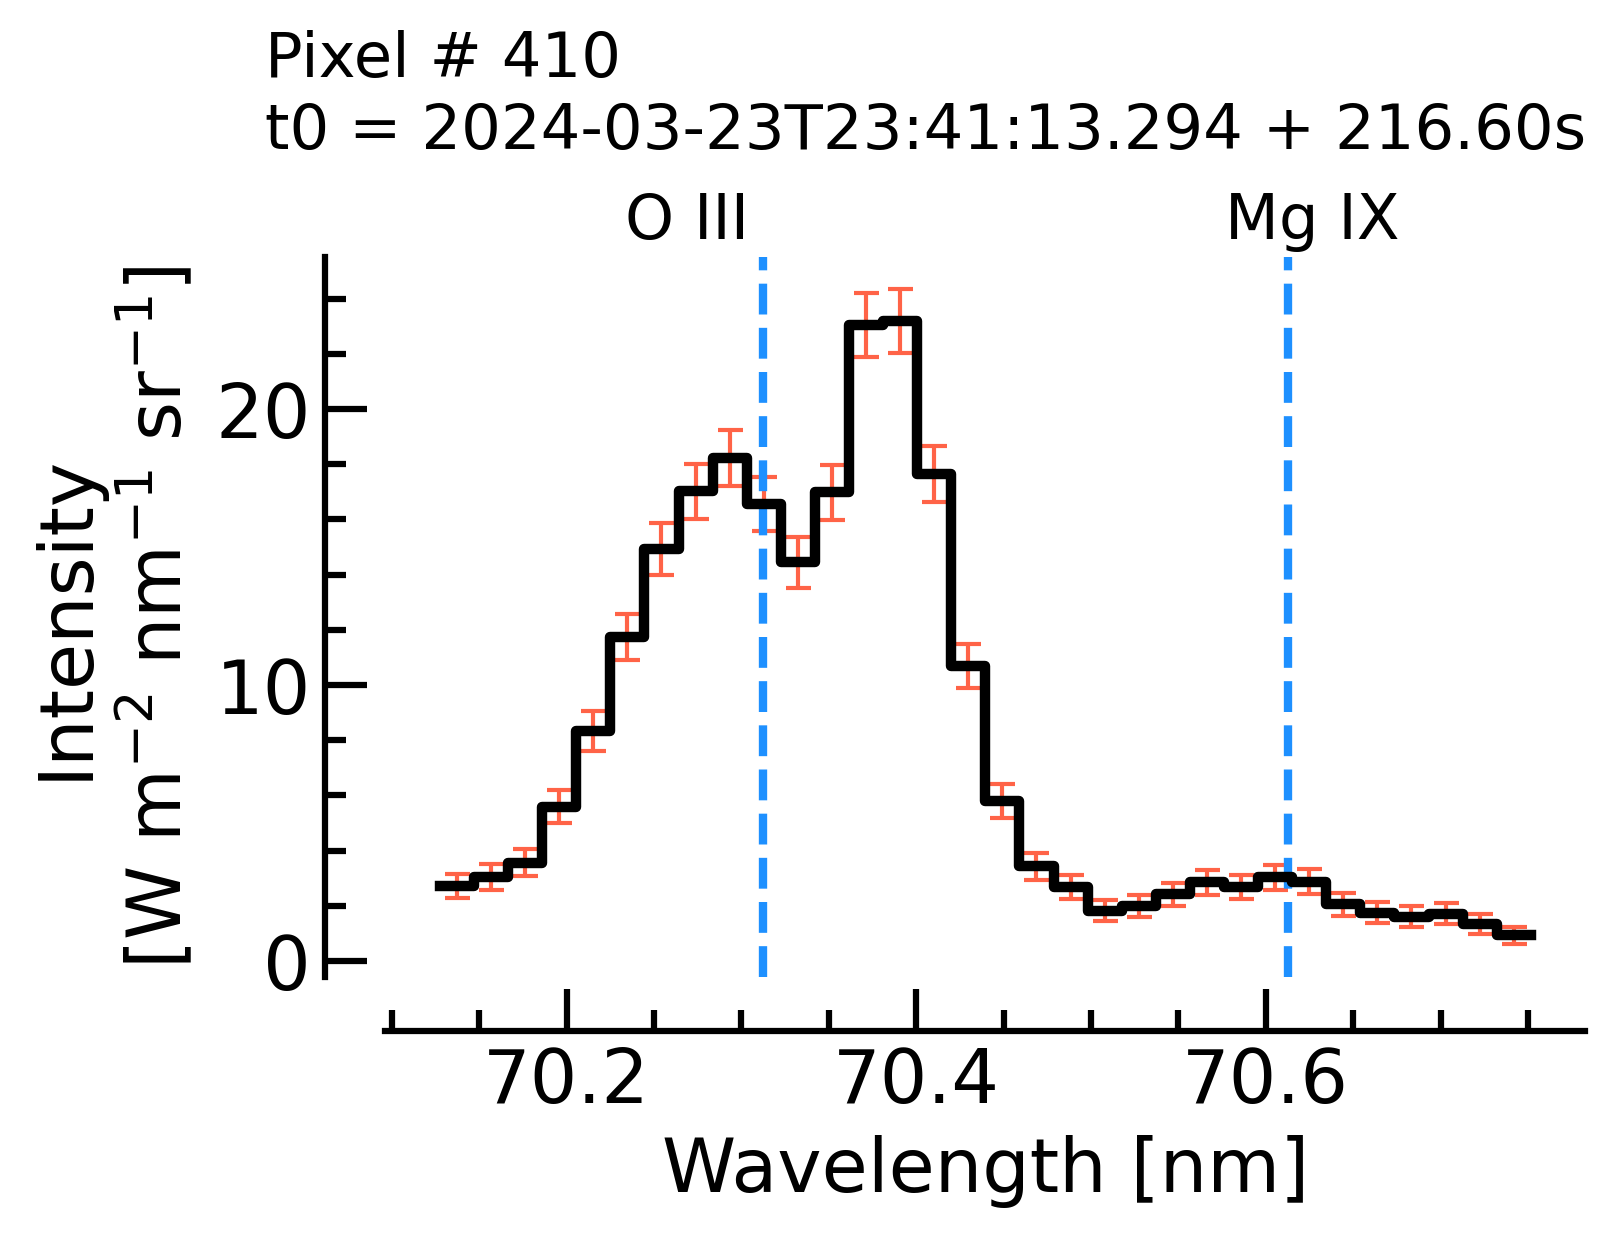 Pixel # 410
t0 = 2024-03-23T23:41:13.294 + 216.60s
O III Mg IX
Intensity
[W m⁻² nm⁻¹ sr⁻¹]
20
10
0
70.2 70.4 70.6
Wavelength [nm]